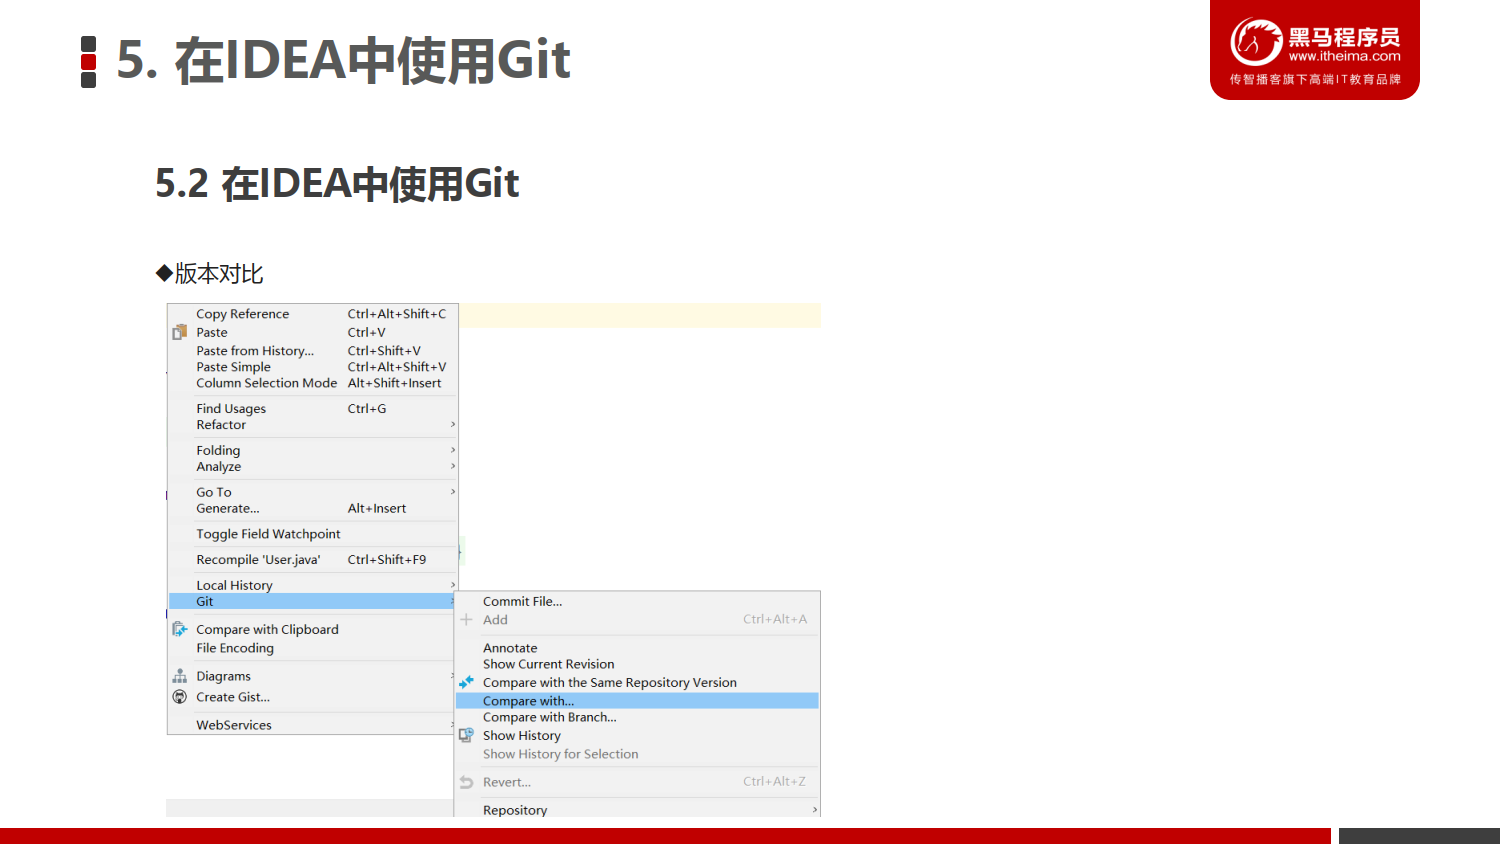 5. 在IDEA中使用Git
黑马程序员
www.itheima.com
传智播客旗下高端IT教育品牌
5.2 在IDEA中使用Git
◆版本对比
Copy Reference Ctrl+Alt+Shift+C
Paste Ctrl+V
Paste from History... Ctrl+Shift+V
Paste Simple Ctrl+Alt+Shift+V
Column Selection Mode Alt+Shift+Insert
Find Usages Ctrl+G
Refactor
Folding
Analyze
Go To
Generate... Alt+Insert
Toggle Field Watchpoint
Recompile 'User.java' Ctrl+Shift+F9
Local History
Git
Compare with Clipboard
File Encoding
Diagrams
Create Gist...
WebServices
Commit File...
Add Ctrl+Alt+A
Annotate
Show Current Revision
Compare with the Same Repository Version
Compare with...
Compare with Branch...
Show History
Show History for Selection
Revert... Ctrl+Alt+Z
Repository